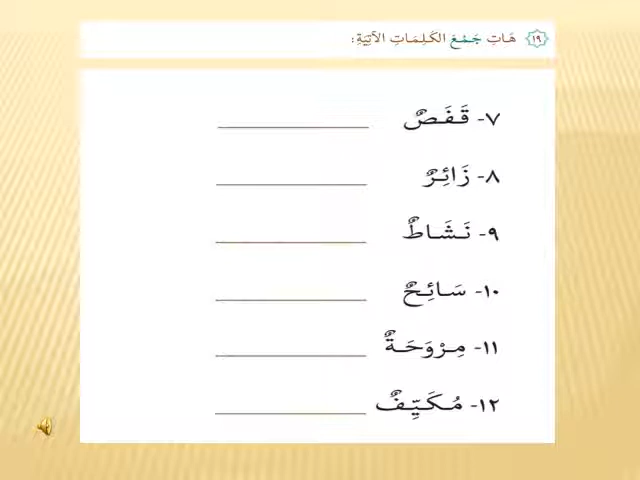 ١٩ هَاتِ جَمْعَ الكَلِمَاتِ الآتِيَةِ:
٧- قَفَصٌ
٨- زَائِرٌ
٩- نَشَاطٌ
١٠- سَائِحٌ
١١- مِرْوَحَةٌ
١٢- مُكَيِّفٌ